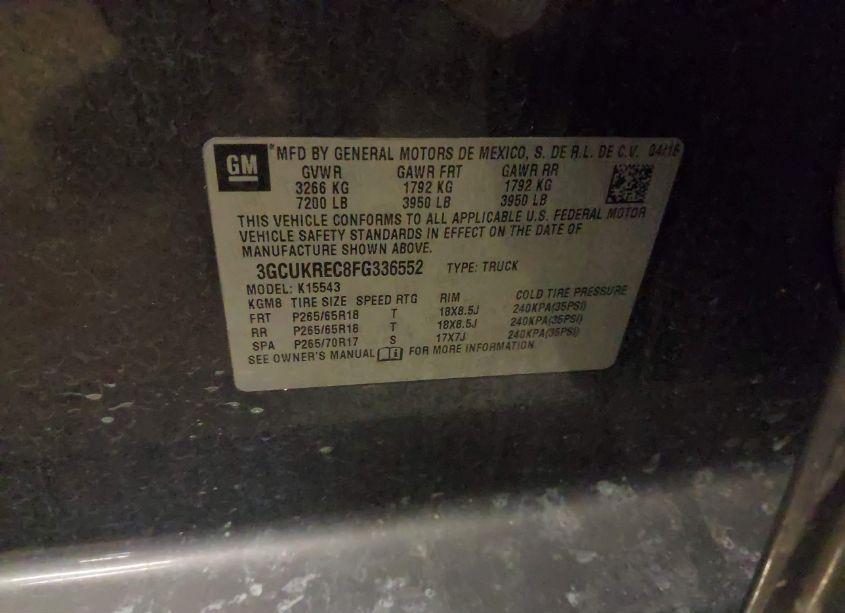 GM
*MFD BY GENERAL MOTORS DE MEXICO, S. DE R.L. DE C.V.
GVWR GAWR FRT GAWR RR
3266 KG 1792 KG 1792 KG
7200 LB 3950 LB 3950 LB
THIS VEHICLE CONFORMS TO ALL APPLICABLE U.S. FEDERAL MOTOR
VEHICLE SAFETY STANDARDS IN EFFECT ON THE DATE OF
MANUFACTURE SHOWN ABOVE.
3GCUKREC8FG336552 TYPE: TRUCK
MODEL: K15543
KGM8 TIRE SIZE SPEED RTG RIM COLD TIRE PRESSURE
FRT P265/65R18 T 18X8.5J 240KPA(35PSI)
RR P265/65R18 T 18X8.5J 240KPA(35PSI)
SPA P265/70R17 S 17X7J 240KPA(35PSI)
SEE OWNER'S MANUAL FOR MORE INFORMATION.